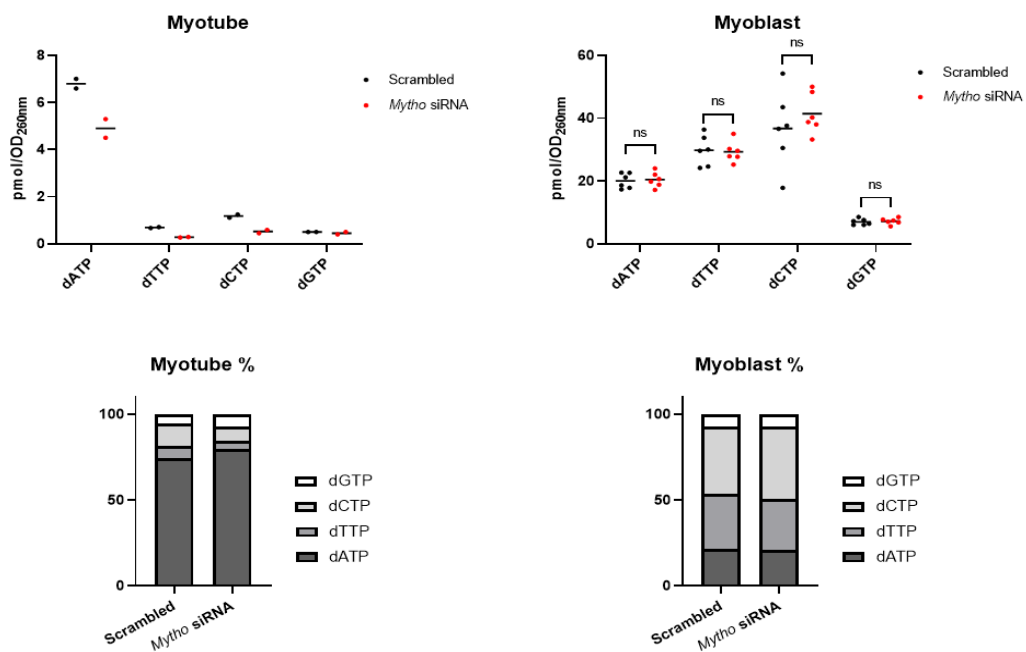 Myotube
pmol/OD260nm
8
6
4
2
0
dATP
dTTP
dCTP
dGTP
Scrambled
Mytho siRNA
Myoblast
pmol/OD260nm
60
40
20
0
ns
ns
ns
ns
dATP
dTTP
dCTP
dGTP
Scrambled
Mytho siRNA
Myotube %
100
50
0
Scrambled
Mytho siRNA
dGTP
dCTP
dTTP
dATP
Myoblast %
100
50
0
Scrambled
Mytho siRNA
dGTP
dCTP
dTTP
dATP